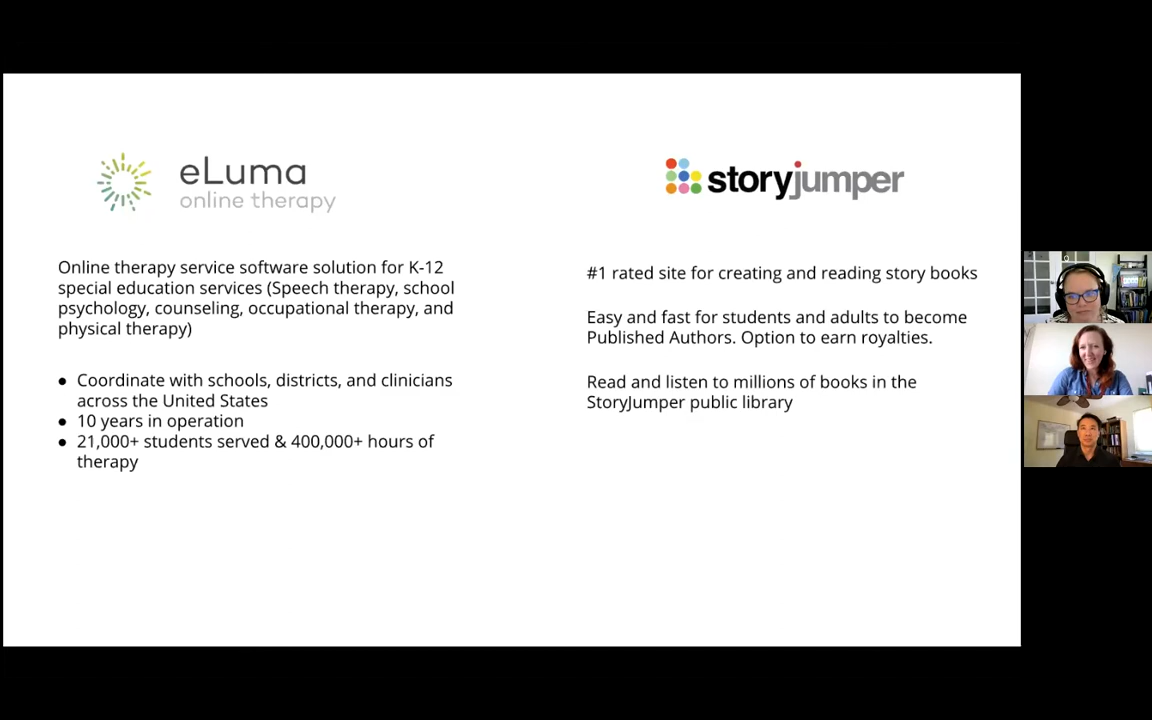 eLuma
online therapy
Online therapy service software solution for K-12
special education services (Speech therapy, school
psychology, counseling, occupational therapy, and
physical therapy)
● Coordinate with schools, districts, and clinicians
across the United States
● 10 years in operation
● 21,000+ students served & 400,000+ hours of
therapy
storyjumper
#1 rated site for creating and reading story books
Easy and fast for students and adults to become
Published Authors. Option to earn royalties.
Read and listen to millions of books in the
StoryJumper public library